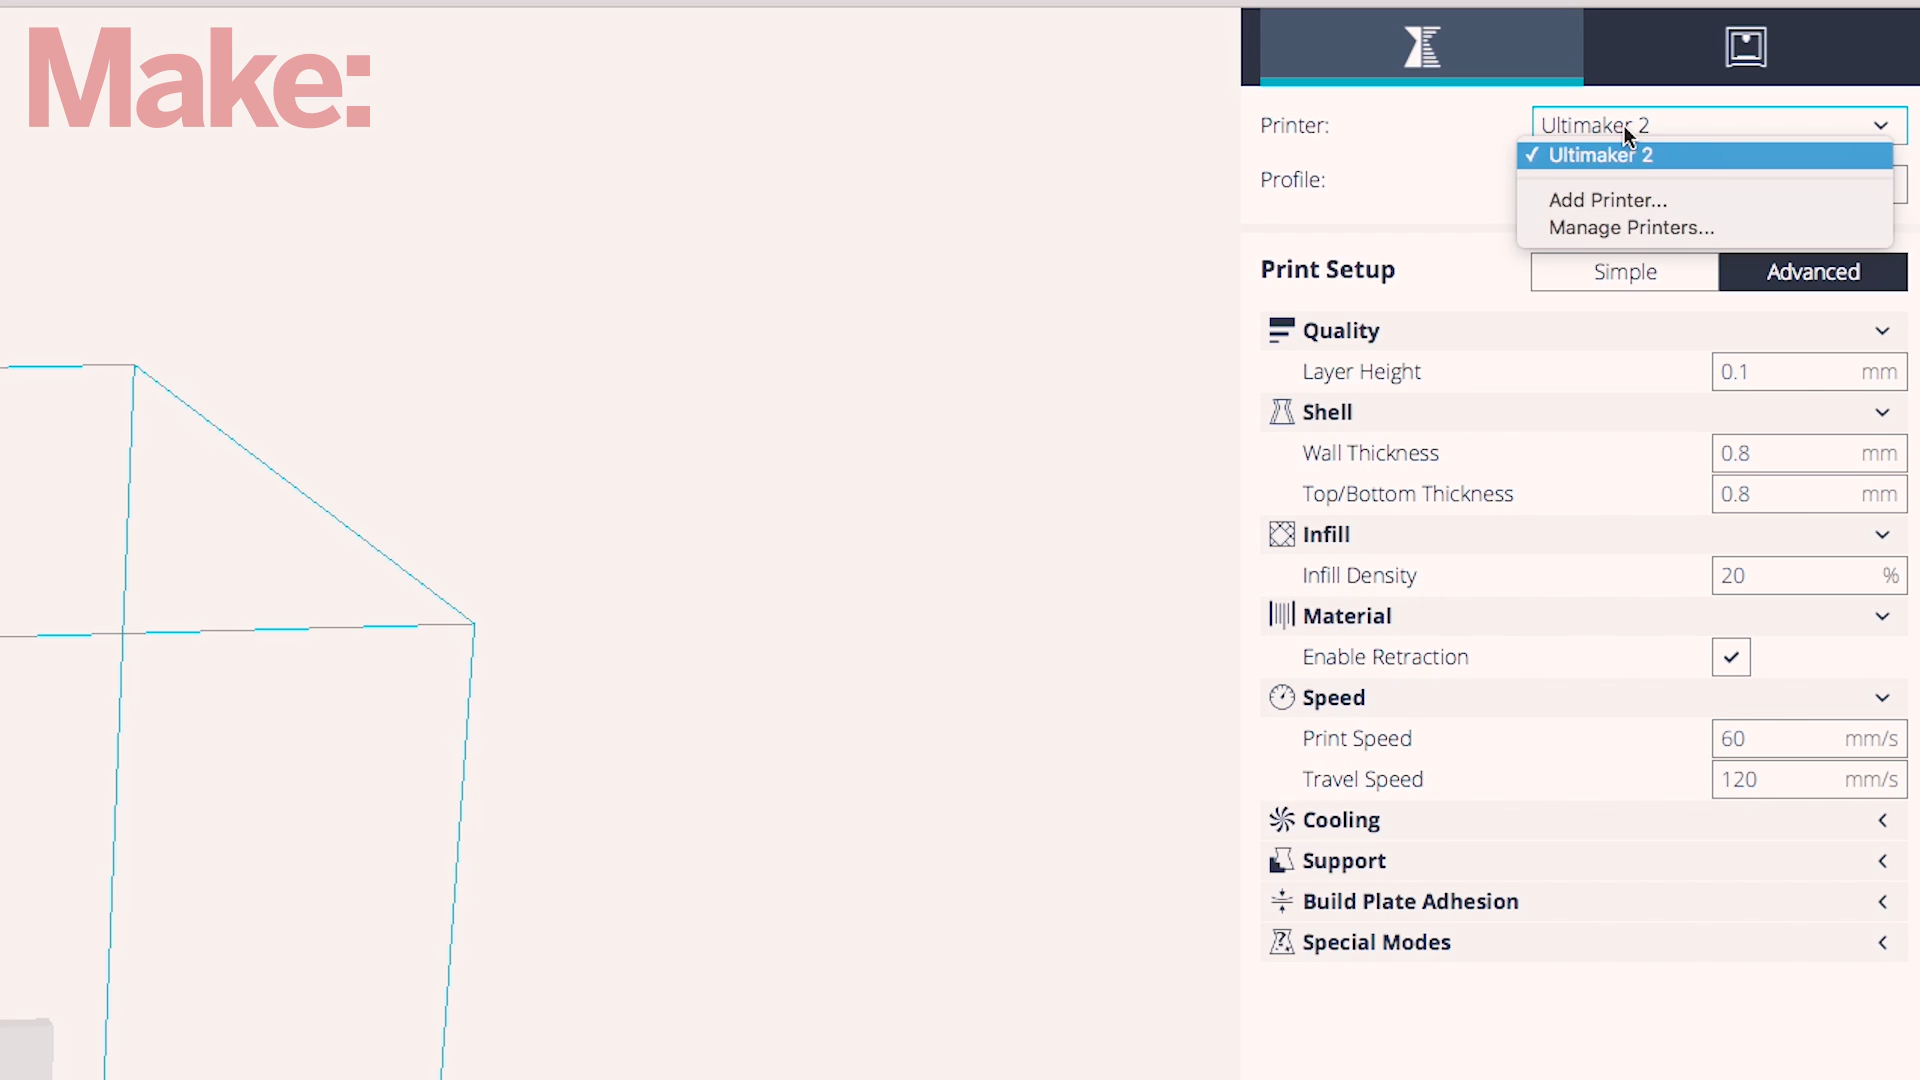 Make:
Printer:
Ultimaker 2
✓ Ultimaker 2
Profile:
Add Printer...
Manage Printers...
Print Setup
Simple
Advanced
Quality
Layer Height
0.1 mm
Shell
Wall Thickness
0.8 mm
Top/Bottom Thickness
0.8 mm
Infill
Infill Density
20 %
Material
Enable Retraction
Speed
Print Speed
60 mm/s
Travel Speed
120 mm/s
Cooling
Support
Build Plate Adhesion
Special Modes